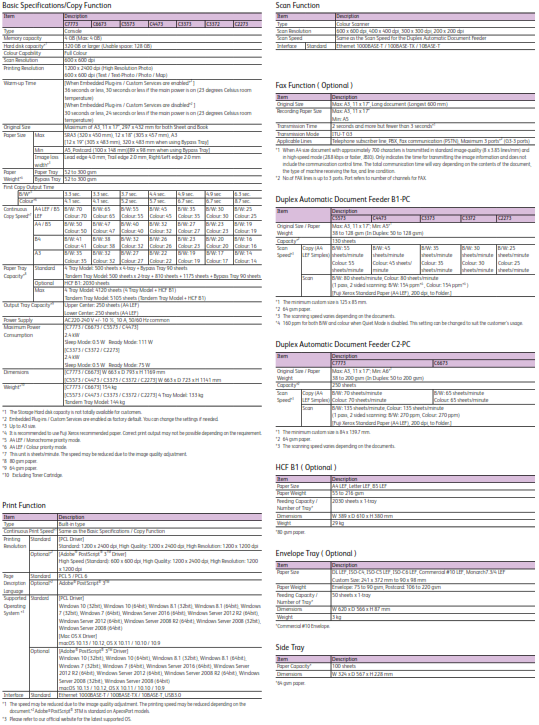 Basic Specifications/Copy Function
Item Description
C7773 C6673 C5573 C4473 C3373 C3372 C2273
Type Console
Memory capacity 4 GB (Max: 4 GB)
Hard disk capacity*1 320 GB or larger (Usable space: 128 GB)
Colour Capability Full Colour
Scan Resolution 600 x 600 dpi
Printing Resolution 1200 x 2400 dpi (High Resolution Photo)
600 x 600 dpi (Text / Text-Photo / Photo / Map)
Warm-up Time [When Embedded Plug-ins / Custom Services are enabled*2 ]
36 seconds or less, 30 seconds or less if the main power is on (23 degrees Celsius room
temperature)
[When Embedded Plug-ins / Custom Services are disabled*2 ]
30 seconds or less, 24 seconds or less if the main power is on (23 degrees Celsius room
temperature)
Original Size Maximum of A3, 11 x 17", 297 x 432 mm for both Sheet and Book
Paper Size Max SRA3 (320 x 450 mm), 12 x 18" (305 x 457 mm), A3
[12 x 19" (305 x 483 mm), 320 x 483 mm when using Bypass Tray]
Min A5, Postcard (100 x 148 mm)[89 x 98 mm when using Bypass Tray]
Image loss
width*3 Lead edge 4.0 mm, Trail edge 2.0 mm, Right/Left edge 2.0 mm
Paper
Weight*4 Paper Tray 52 to 300 gsm
Bypass Tray 52 to 300 gsm
First Copy Output Time
B/W*5 3.3 sec. 3.3 sec. 3.7 sec. 4.4 sec. 4.9 sec. 4.9 sec. 6.3 sec.
Colour*6 4.1 sec. 4.1 sec. 5.2 sec. 5.7 sec. 6.7 sec. 6.7 sec. 8.7 sec.
Continuous
Copy Speed*7 A4 LEF / B5
LEF B/W: 70 B/W: 65 B/W: 55 B/W: 45 B/W: 35 B/W: 30 B/W: 25
Colour: 70 Colour: 65 Colour: 55 Colour: 45 Colour: 35 Colour: 30 Colour: 25
A4 / B5 B/W: 50 B/W: 47 B/W: 40 B/W: 32 B/W: 27 B/W: 23 B/W: 19
Colour: 50 Colour: 47 Colour: 40 Colour: 32 Colour: 27 Colour: 23 Colour: 19
B4 B/W: 41 B/W: 38 B/W: 32 B/W: 26 B/W: 23 B/W: 20 B/W: 16
Colour: 41 Colour: 38 Colour: 32 Colour: 26 Colour: 23 Colour: 20 Colour: 16
A3 B/W: 35 B/W: 32 B/W: 27 B/W: 22 B/W: 19 B/W: 17 B/W: 14
Colour: 35 Colour: 32 Colour: 27 Colour: 22 Colour: 19 Colour: 17 Colour: 14
Paper Tray
Capacity*8 Standard 4 Tray Model: 500 sheets x 4-tray + Bypass Tray 90 sheets
Tandem Tray Model: 500 sheets x 2 tray + 810 sheets + 1175 sheets + Bypass Tray 90 sheets
Optional HCF B1: 2030 sheets
Max 4 Tray Model: 4120 sheets (4 Tray Model + HCF B1)
Tandem Tray Model: 5105 sheets (Tandem Tray Model + HCF B1)
Output Tray Capacity*9 Upper Center: 250 sheets (A4 LEF)
Lower Center: 250 sheets (A4 LEF)
Power Supply AC220-240 V +/- 10 %, 10 A, 50/60 Hz common
Maximum Power
Consumption [C7773 / C6673 / C5573 / C4473]
2.4 kW
Sleep Mode: 0.5 W Ready Mode: 111 W
[C3373 / C3372 / C2273]
2.4 kW
Sleep Mode: 0.5 W Ready Mode: 75 W
Dimensions [C7773 / C6673] W 663 x D 793 x H 1169 mm
[C5573 / C4473 / C3373 / C3372 / C2273] W 663 x D 723 x H 1141 mm
Weight*10 [C7773 / C6673] 154 kg
[C5573 / C4473 / C3373 / C3372 / C2273] 4 Tray Model: 133 kg
Tandem Tray Model: 144 kg
*1 The Storage Hard disk capacity is not totally available for customers.
*2 Embedded Plug-ins / Custom Services are enabled as factory default. You can change the settings if needed.
*3 Up to A3 size.
*4 It is recommended to use Fuji Xerox recommended paper. Correct print output may not be possible depending on the requirement.
*5 A4 LEF / Monochrome priority mode.
*6 A4 LEF / Colour priority mode.
*7 This unit is sheets/minute. The speed may be reduced due to the image quality adjustment.
*8 80 gsm paper.
*9 64 gsm paper.
*10 Excluding Toner Cartridge.
Print Function
Item Description
Type Built in type
Continuous Print Speed*1 Same as the Basic Specifications / Copy Function
Printing
Resolution Standard [PCL Driver]
Standard: 1200 x 2400 dpi, High Quality: 1200 x 2400 dpi, High Resolution: 1200 x 1200 dpi
Optional*2 [Adobe® PostScript® 3™ Driver]
High Speed (Standard): 600 x 600 dpi, High Quality: 1200 x 2400 dpi, High Resolution: 1200
x 1200 dpi
Page
Description
Language Standard PCL 5 / PCL 6
Optional*2 Adobe® PostScript® 3™
Supported
Operating
System Standard [PCL Driver]
Windows 10 (32bit), Windows 10 (64bit), Windows 8.1 (32bit), Windows 8.1 (64bit), Windows
7 (32bit), Windows 7 (64bit), Windows Server 2016 (64bit), Windows Server 2012 R2 (64bit),
Windows Server 2012 (64bit), Windows Server 2008 R2 (64bit), Windows Server 2008 (32bit),
Windows Server 2008 (64bit)
[Mac OS X Driver]
macOS 10.13 / 10.12, OS X 10.11 / 10.10 / 10.9
Optional [Adobe® PostScript® 3™ Driver]
Windows 10 (32bit), Windows 10 (64bit), Windows 8.1 (32bit), Windows 8.1 (64bit),
Windows 7 (32bit), Windows 7 (64bit), Windows Server 2016 (64bit), Windows Server
2012 R2 (64bit), Windows Server 2012 (64bit), Windows Server 2008 R2 (64bit), Windows
Server 2008 (32bit), Windows Server 2008 (64bit)
macOS 10.13 / 10.12, OS X 10.11 / 10.10 / 10.9
Interface Standard Ethernet 1000BASE-T / 100BASE-TX / 10BASE-T, USB3.0
*1 The speed may be reduced due to the image quality adjustment. The printing speed may be reduced depending on the
document.*2 Adobe®PostScript® 3TM is standard on ApeosPort models.
*3 Please refer to our official website for the latest supported OS.
Scan Function
Item Description
Type Colour Scanner
Scan Resolution 600 x 600 dpi, 400 x 400 dpi, 300 x 300 dpi, 200 x 200 dpi
Scan Speed Same as the Scan Speed for the Duplex Automatic Document Feeder
Interface Standard Ethernet 1000BASE-T / 100BASE-TX / 10BASE-T
Fax Function ( Optional )
Item Description
Original Size Max: A3, 11 x 17", Long document (Longest 600 mm)
Recording Paper Size Max: A3, 11 x 17"
Min: A5
Transmission Time 2 seconds and more but fewer than 3 seconds*1
Transmission Mode ITU-T G3
Applicable Lines Telephone subscriber line, PBX, Fax communication (PSTN), Maximum 3 ports*2 (G3-3 ports)
*1 When A4 size document with approximately 700 characters is transmitted in standard image-quality (8 x 3.85 lines/mm) and
in high-speed mode (28.8 kbps or faster, JBIG). Only indicates the time for transmitting the image information and does not
include the communication control time. The total communication time will vary depending on the contents of the document,
the type of machine receiving the fax, and line condition.
*2 No of FAX lines is up to 3 ports. Port refers to number of channels for FAX.
Duplex Automatic Document Feeder B1-PC
Item Description
C5573 C4473 C3373 C3372 C2273
Original Size / Paper
Weight Max: A3, 11 x 17"; Min: A5*1
38 to 128 gsm (In Duplex: 50 to 128 gsm)
Capacity*2 130 sheets
Scan
Speed*3 Copy (A4
LEF Simplex) B/W: 55
sheets/minute
Colour: 55
sheets/minute B/W: 45
sheets/minute
Colour: 45 sheets/
minute B/W: 35
sheets/minute
Colour: 35
sheets/minute B/W: 30
sheets/minute
Colour: 30
sheets/minute B/W: 25
sheets/minute
Colour: 25
sheets/minute
Scan B/W: 80 sheets/minute, Colour: 80 sheets/minute
(1 pass, 2 sided scanning: B/W: 154 ppm*4 , Colour: 154 ppm*4 )
[Fuji Xerox Standard Paper (A4 LEF), 200 dpi, to Folder.]
*1 The minimum custom size is 125 x 85 mm.
*2 80 gsm paper.
*3 The scanning speed varies depending on the documents.
*4 160 ppm for both B/W and colour when Quiet Mode is disabled. This setting can be changed to suit the customer's usage.
Duplex Automatic Document Feeder C2-PC
Item Description
C7773 C6673
Original Size / Paper
Weight Max: A3, 11 x 17"; Min: A6*1
38 to 200 gsm (In Duplex: 50 to 200 gsm)
Capacity*2 250 sheets
Scan
Speed*3 Copy (A4
LEF Simplex) B/W: 70 sheets/minute
Colour: 70 sheets/minute B/W: 65 sheets/minute
Colour: 65 sheets/minute
Scan B/W: 135 sheets/minute, Colour: 135 sheets/minute
(1 pass, 2 sided scanning: B/W: 270 ppm, Colour: 270 ppm)
[Fuji Xerox Standard Paper (A4 LEF), 200 dpi, to Folder.]
*1 The minimum custom size is 84 x 139.7 mm.
*2 64 gsm paper.
*3 The scanning speed varies depending on the documents.
HCF B1 ( Optional )
Item Description
Paper Size A4 LEF, Letter LEF, B5 LEF
Paper Weight 55 to 216 gsm
Feeding Capacity /
Number of Tray* 2030 sheets x 1-tray
Dimensions W 389 x D 610 x H 380 mm
Weight 29 kg
*80 gsm paper.
Envelope Tray ( Optional )
Item Description
Paper Size DL LEF, ISO-C4, ISO-C5 LEF, ISO-C6 LEF, Commercial #10 LEF, Monarch7.3/4 LEF
Custom Size: 241 x 372 mm to 90 x 98 mm
Paper Weight Envelope: 75 to 90 gsm, Postcard: 106 to 220 gsm
Feeding Capacity /
Number of Tray* 50 sheets x 1-tray
Dimensions W 620 x D 566 x H 87 mm
Weight 3 kg
*Commercial #10 Envelope.
Side Tray
Item Description
Paper Capacity* 100 sheets
Dimensions W 324 x D 567 x H 228 mm
*64 gsm paper.